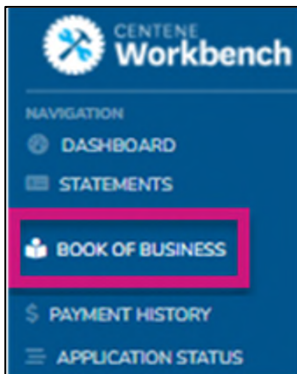 CENTENE
Workbench
NAVIGATION
DASHBOARD
STATEMENTS
BOOK OF BUSINESS
$ PAYMENT HISTORY
APPLICATION STATUS